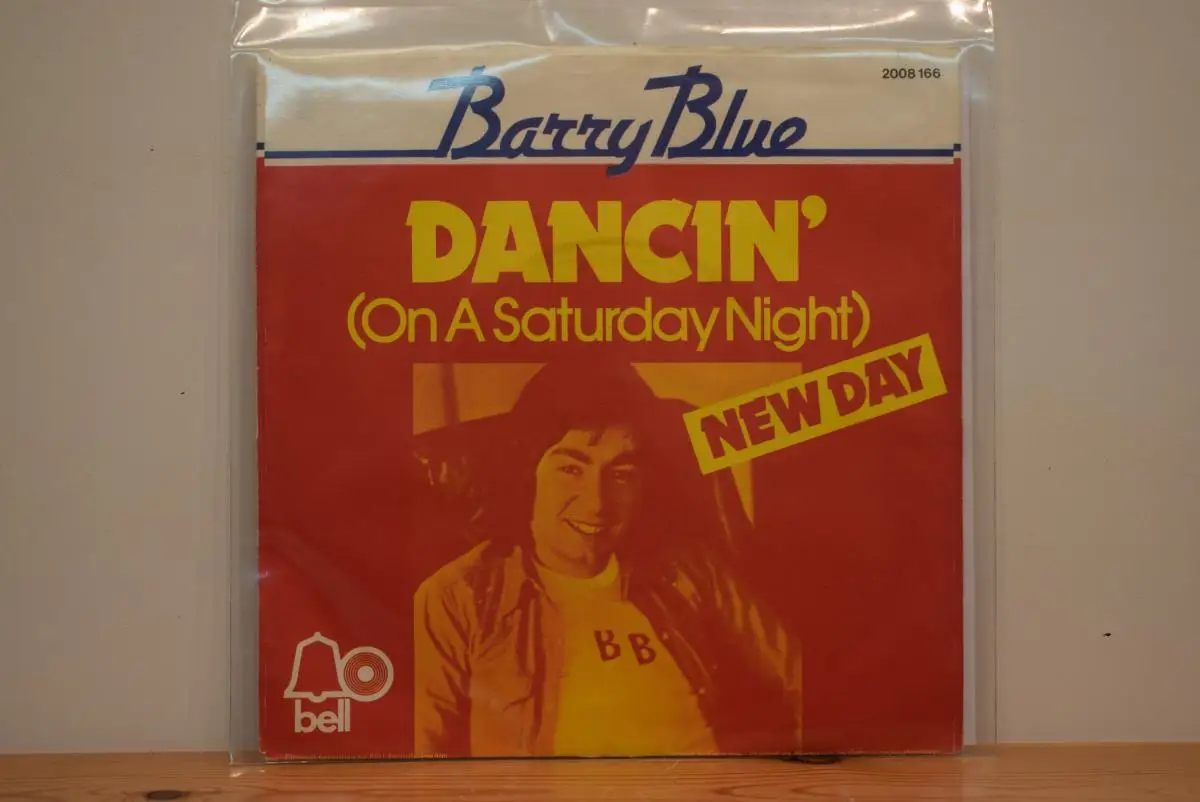 2008 166
Barry Blue
DANCIN'
(On A Saturday Night)
NEW DAY
BB
bell